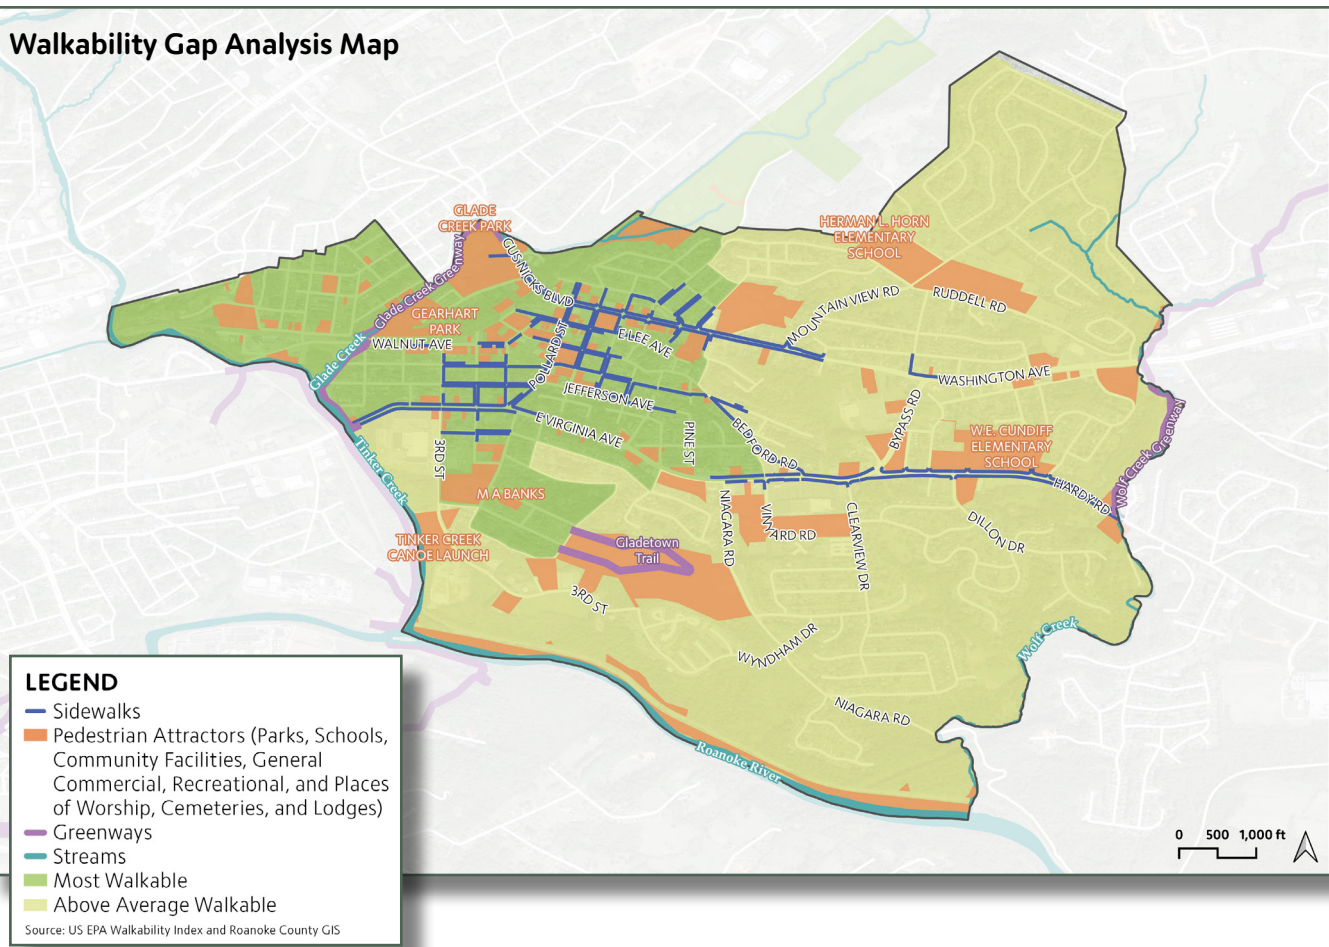 Walkability Gap Analysis Map
GLADE
CREEK PARK
GUS NICKS BLVD
Glade Creek Greenway
HERMAN L. HORN
ELEMENTARY
SCHOOL
MOUNTAIN VIEW RD
RUDDELL RD
GEARHART
PARK
WALNUT AVE
Glade Creek
POLLARD ST
E LEE AVE
WASHINGTON AVE
JEFFERSON AVE
E VIRGINIA AVE
BEDFORD RD
BYPASS RD
PINE ST
3RD ST
Tinker Creek
W.E. CUNDIFF
ELEMENTARY
SCHOOL
Wolf Creek Greenway
HARDY RD
M A BANKS
NIAGARA RD
VINYARD RD
CLEARVIEW DR
DILLON DR
TINKER CREEK
CANOE LAUNCH
Gladetown
Trail
3RD ST
WYNDHAM DR
Wolf Creek
NIAGARA RD
Roanoke River
LEGEND
Sidewalks
Pedestrian Attractors (Parks, Schools,
Community Facilities, General
Commercial, Recreational, and Places
of Worship, Cemeteries, and Lodges)
Greenways
Streams
Most Walkable
Above Average Walkable
Source: US EPA Walkability Index and Roanoke County GIS
0 500 1,000 ft